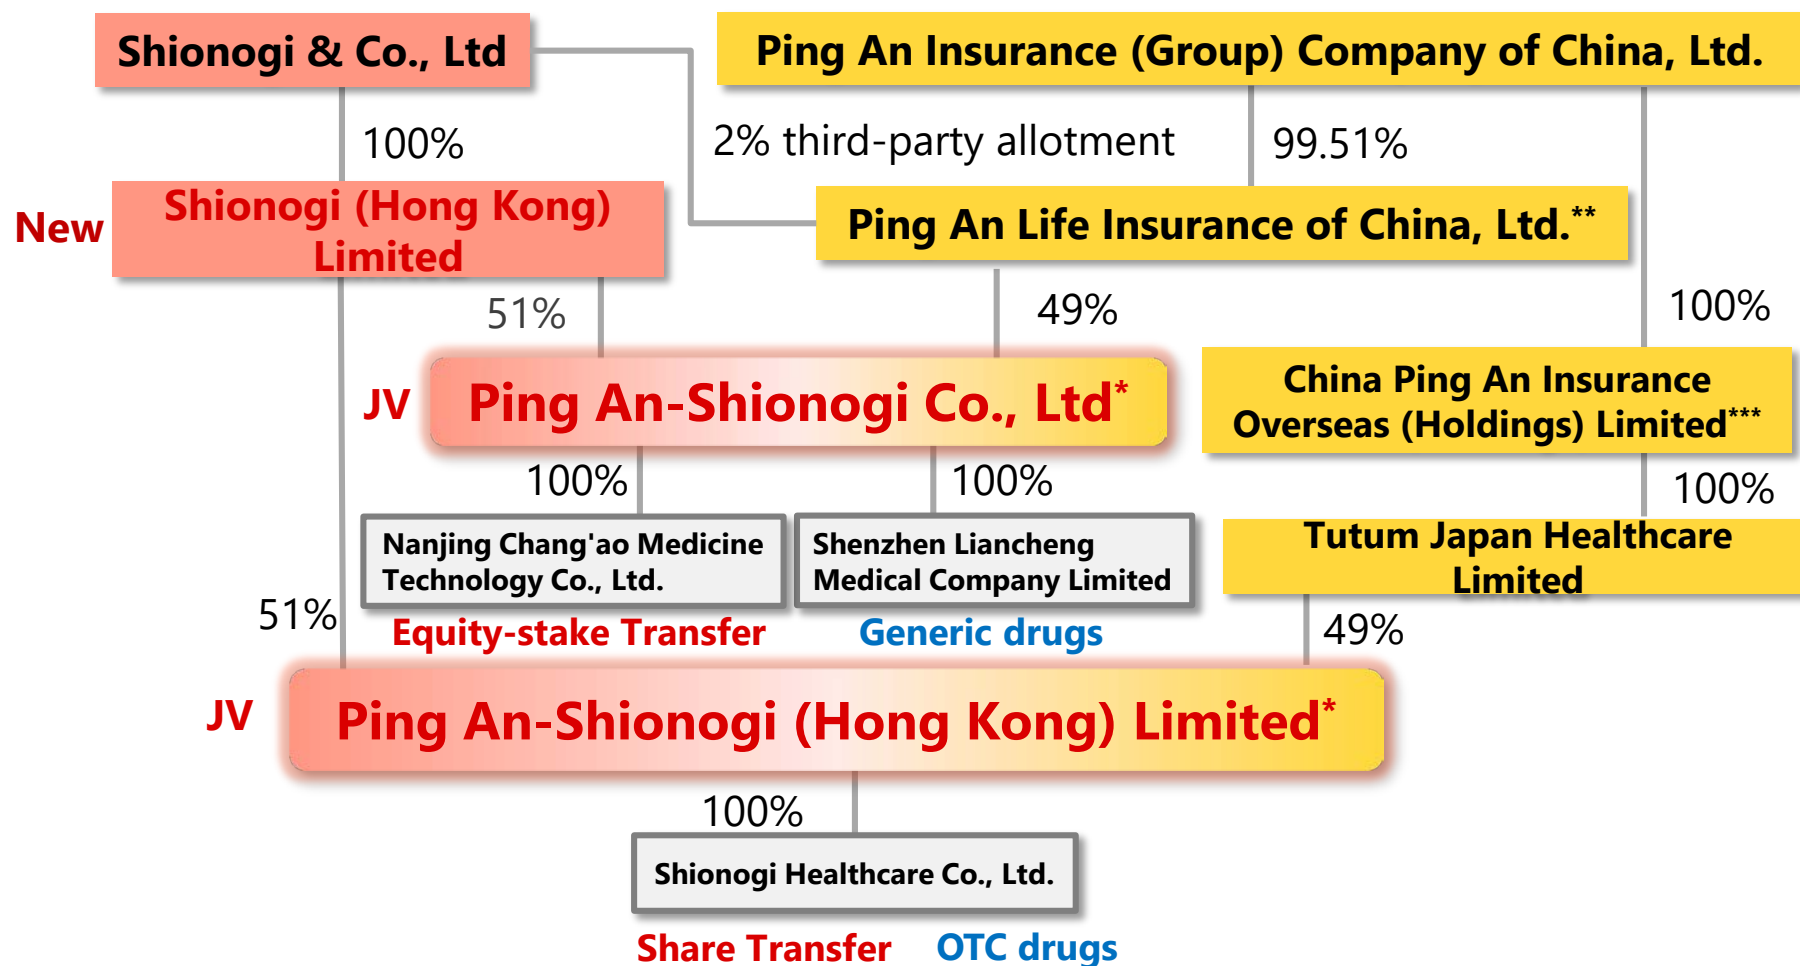 Shionogi & Co., Ltd
Ping An Insurance (Group) Company of China, Ltd.
100%
2% third-party allotment
99.51%
New
Shionogi (Hong Kong)
Limited
Ping An Life Insurance of China, Ltd.**
51%
49%
100%
JV
Ping An-Shionogi Co., Ltd*
China Ping An Insurance
Overseas (Holdings) Limited***
100%
100%
100%
Nanjing Chang'ao Medicine
Technology Co., Ltd.
Shenzhen Liancheng
Medical Company Limited
Tutum Japan Healthcare
Limited
51%
Equity-stake Transfer
Generic drugs
49%
JV
Ping An-Shionogi (Hong Kong) Limited*
100%
Shionogi Healthcare Co., Ltd.
Share Transfer
OTC drugs